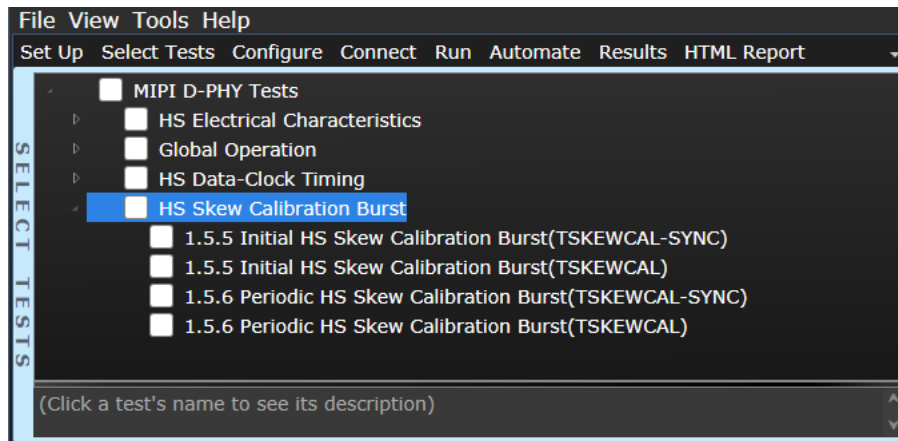 File View Tools Help
Set Up Select Tests Configure Connect Run Automate Results HTML Report
SELECT TESTS
MIPI D-PHY Tests
HS Electrical Characteristics
Global Operation
HS Data-Clock Timing
HS Skew Calibration Burst
1.5.5 Initial HS Skew Calibration Burst(TSKEWCAL-SYNC)
1.5.5 Initial HS Skew Calibration Burst(TSKEWCAL)
1.5.6 Periodic HS Skew Calibration Burst(TSKEWCAL-SYNC)
1.5.6 Periodic HS Skew Calibration Burst(TSKEWCAL)
(Click a test's name to see its description)